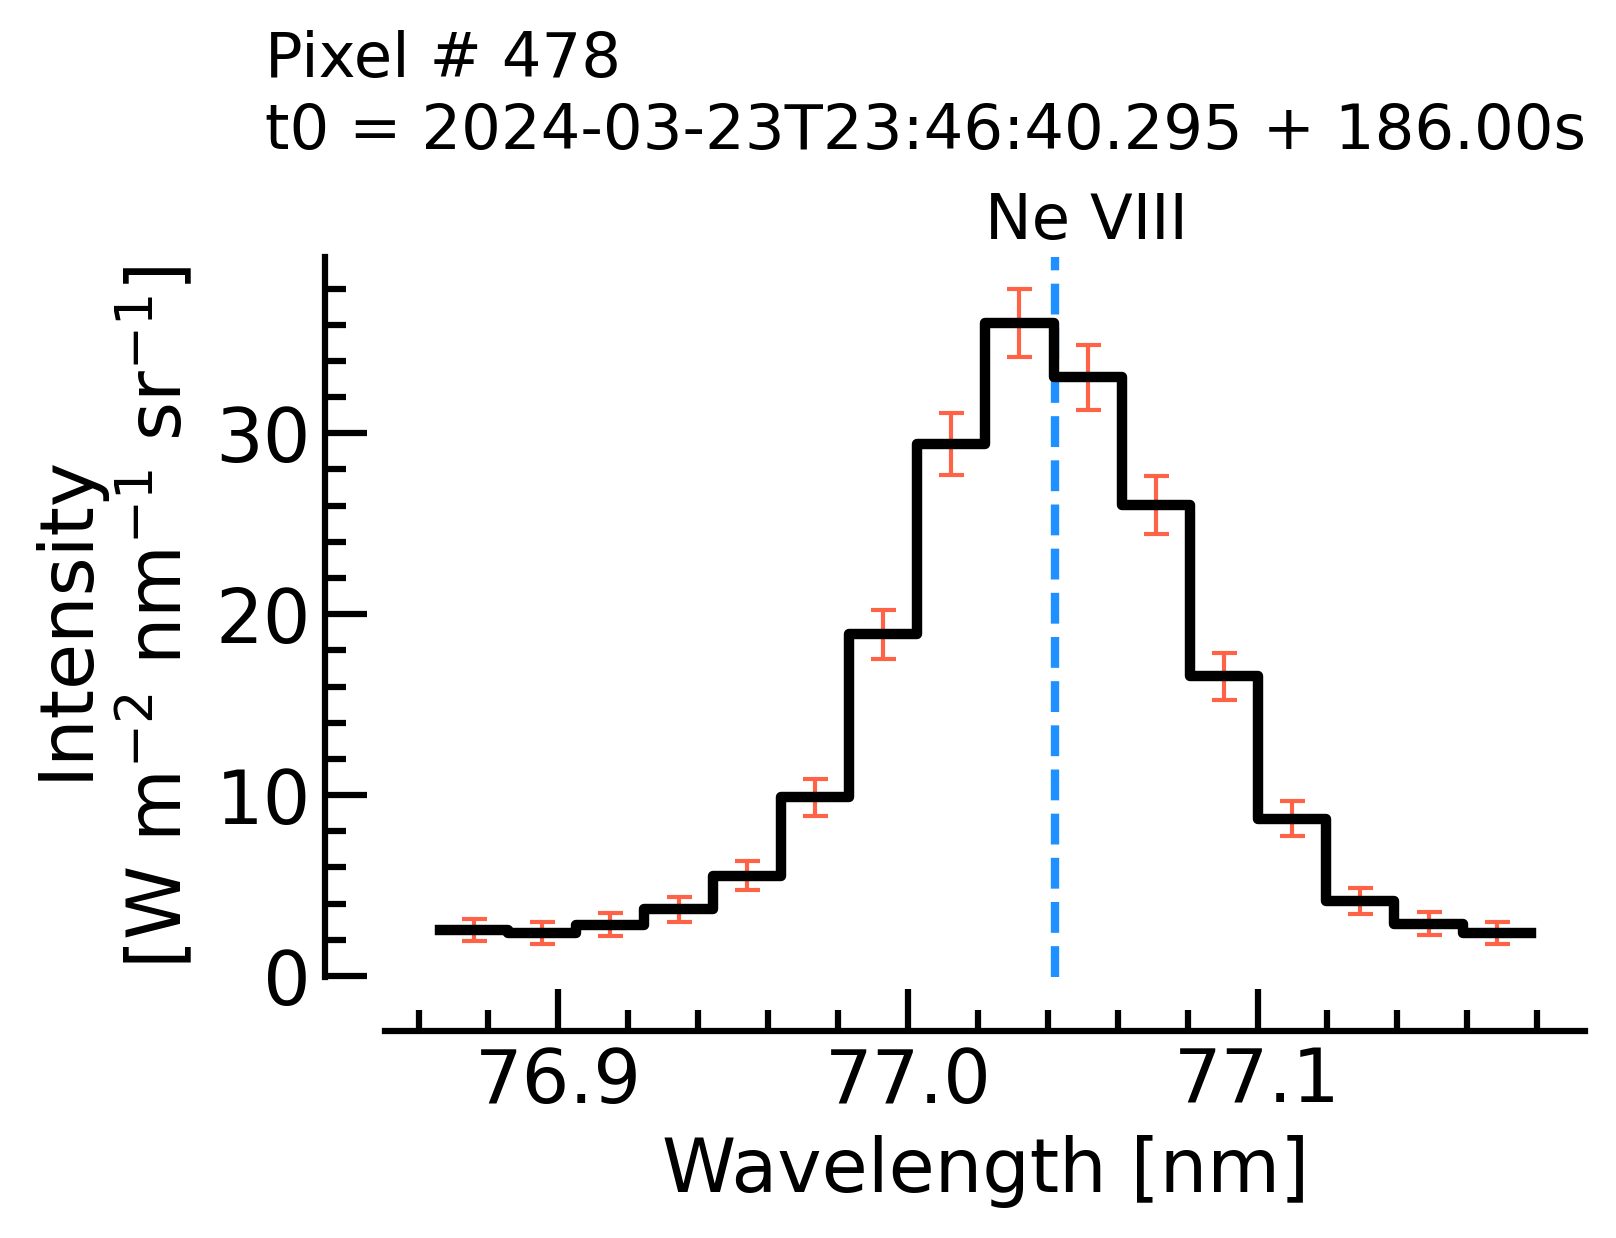 Pixel # 478
t0 = 2024-03-23T23:46:40.295 + 186.00s
Ne VIII
Intensity
[W m⁻² nm⁻¹ sr⁻¹]
30
20
10
0
76.9 77.0 77.1
Wavelength [nm]